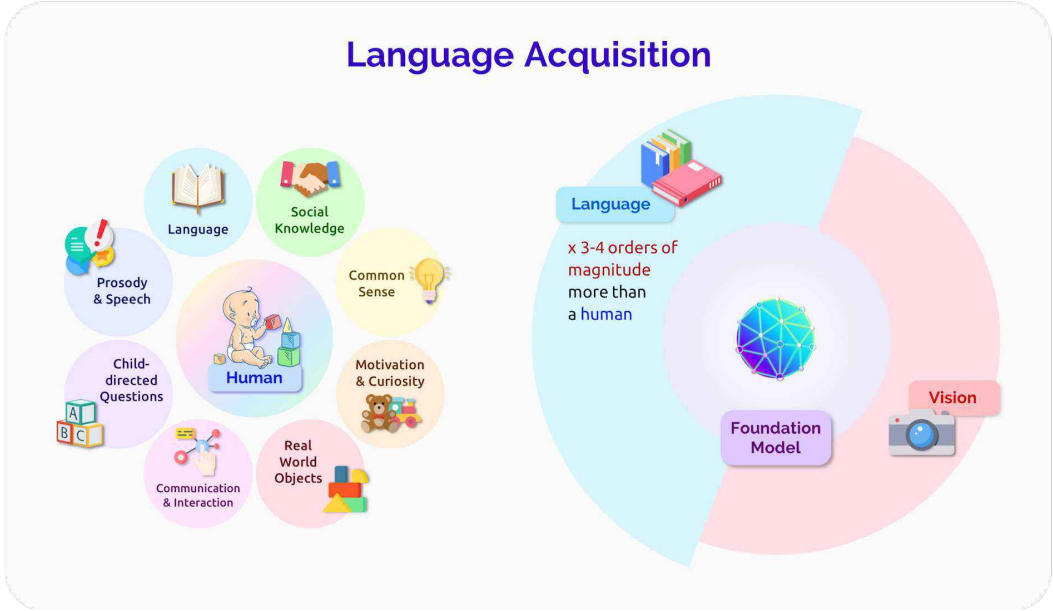 Language Acquisition
Language
Social
Knowledge
Prosody
& Speech
Common
Sense
Human
Child-
directed
Questions
Motivation
& Curiosity
A
B C
Communication
& Interaction
Real
World
Objects
Language
x 3-4 orders of
magnitude
more than
a human
Foundation
Model
Vision